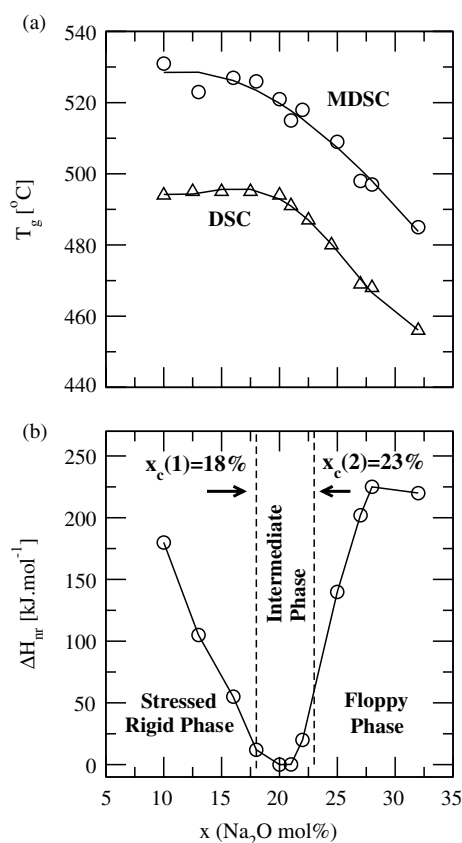 (a)
540
520
500
480
460
440
T_g [°C]
MDSC
DSC
(b)
x_c(1)=18%
x_c(2)=23%
250
200
150
100
50
0
ΔH_nr [kJ.mol⁻¹]
Intermediate
Phase
Stressed
Rigid Phase
Floppy
Phase
5 10 15 20 25 30 35
x (Na₂O mol%)